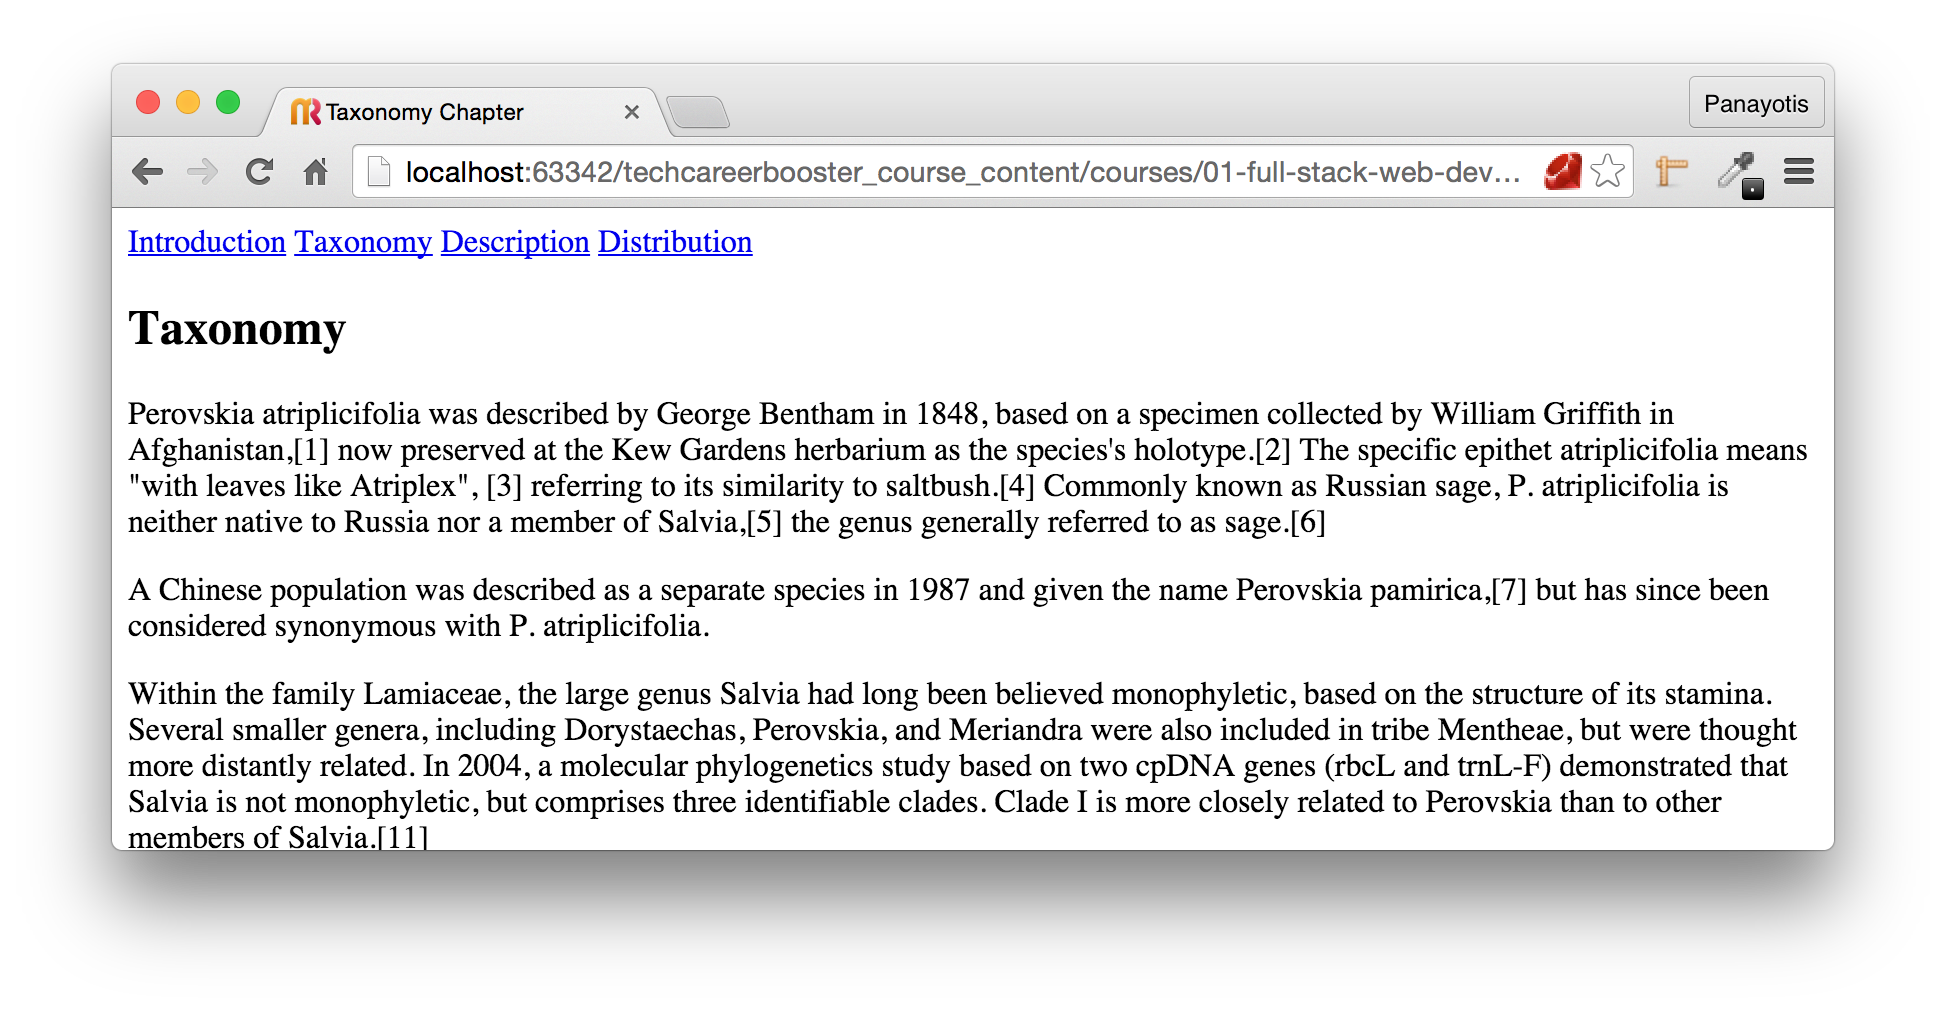 Taxonomy Chapter
Panayotis
localhost:63342/techcareerbooster_course_content/courses/01-full-stack-web-dev...
Introduction Taxonomy Description Distribution
Taxonomy
Perovskia atriplicifolia was described by George Bentham in 1848, based on a specimen collected by William Griffith in
Afghanistan,[1] now preserved at the Kew Gardens herbarium as the species's holotype.[2] The specific epithet atriplicifolia means
"with leaves like Atriplex", [3] referring to its similarity to saltbush.[4] Commonly known as Russian sage, P. atriplicifolia is
neither native to Russia nor a member of Salvia,[5] the genus generally referred to as sage.[6]
A Chinese population was described as a separate species in 1987 and given the name Perovskia pamirica,[7] but has since been
considered synonymous with P. atriplicifolia.
Within the family Lamiaceae, the large genus Salvia had long been believed monophyletic, based on the structure of its stamina.
Several smaller genera, including Dorystaechas, Perovskia, and Meriandra were also included in tribe Mentheae, but were thought
more distantly related. In 2004, a molecular phylogenetics study based on two cpDNA genes (rbcL and trnL-F) demonstrated that
Salvia is not monophyletic, but comprises three identifiable clades. Clade I is more closely related to Perovskia than to other
members of Salvia.[11]